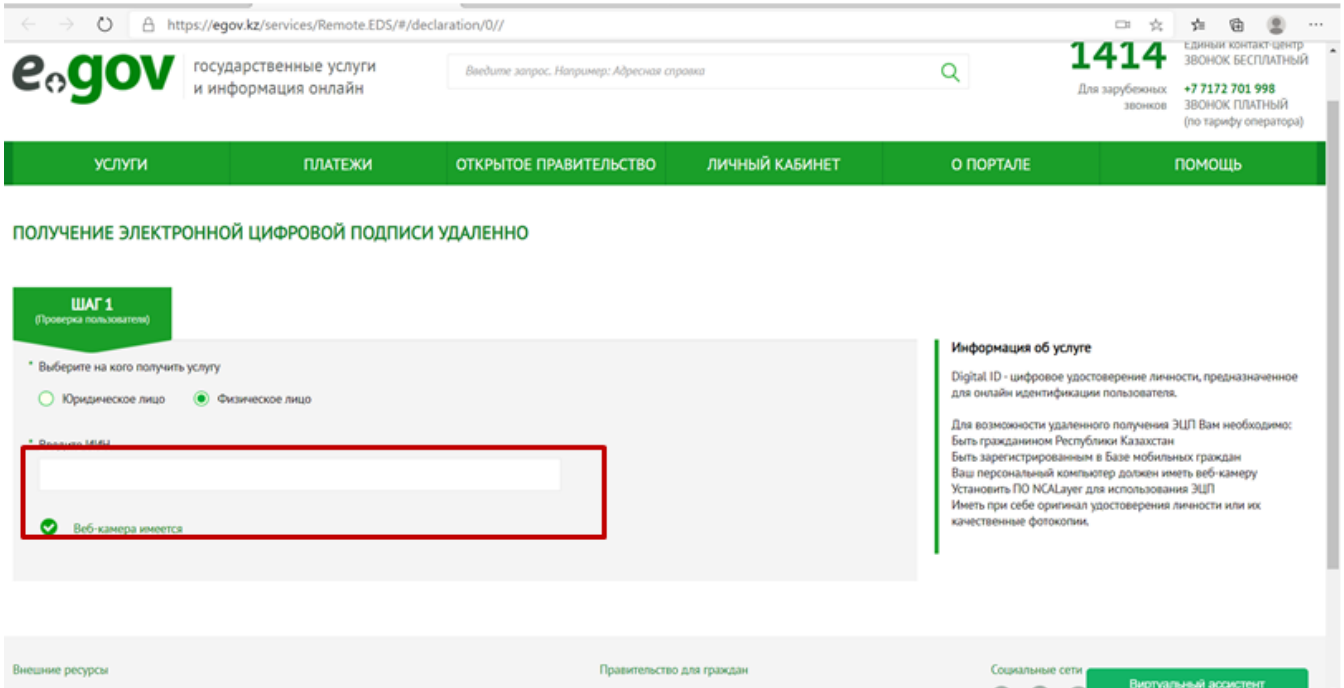 https://egov.kz/services/Remote.EDS/#/declaration/0//
e.gov
государственные услуги
и информация онлайн
Введите запрос. Например: Адресная справка
1414
ЕДИНЫЙ КОНТАКТ-ЦЕНТР
ЗВОНОК БЕСПЛАТНЫЙ
Для зарубежных
звонков
+7 7172 701 998
ЗВОНОК ПЛАТНЫЙ
(по тарифу оператора)
УСЛУГИ
ПЛАТЕЖИ
ОТКРЫТОЕ ПРАВИТЕЛЬСТВО
ЛИЧНЫЙ КАБИНЕТ
О ПОРТАЛЕ
ПОМОЩЬ
ПОЛУЧЕНИЕ ЭЛЕКТРОННОЙ ЦИФРОВОЙ ПОДПИСИ УДАЛЕННО
ШАГ 1
(Проверка пользователя)
* Выберите на кого получить услугу
Юридическое лицо
Физическое лицо
* Введите ИИН
Веб-камера имеется
Информация об услуге
Digital ID - цифровое удостоверение личности, предназначенное
для онлайн идентификации пользователя.
Для возможности удаленного получения ЭЦП Вам необходимо:
Быть гражданином Республики Казахстан
Быть зарегистрированным в Базе мобильных граждан
Ваш персональный компьютер должен иметь веб-камеру
Установить ПО NCALayer для использования ЭЦП
Иметь при себе оригинал удостоверения личности или их
качественные фотокопии.
Внешние ресурсы
Правительство для граждан
Социальные сети
Виртуальный ассистент